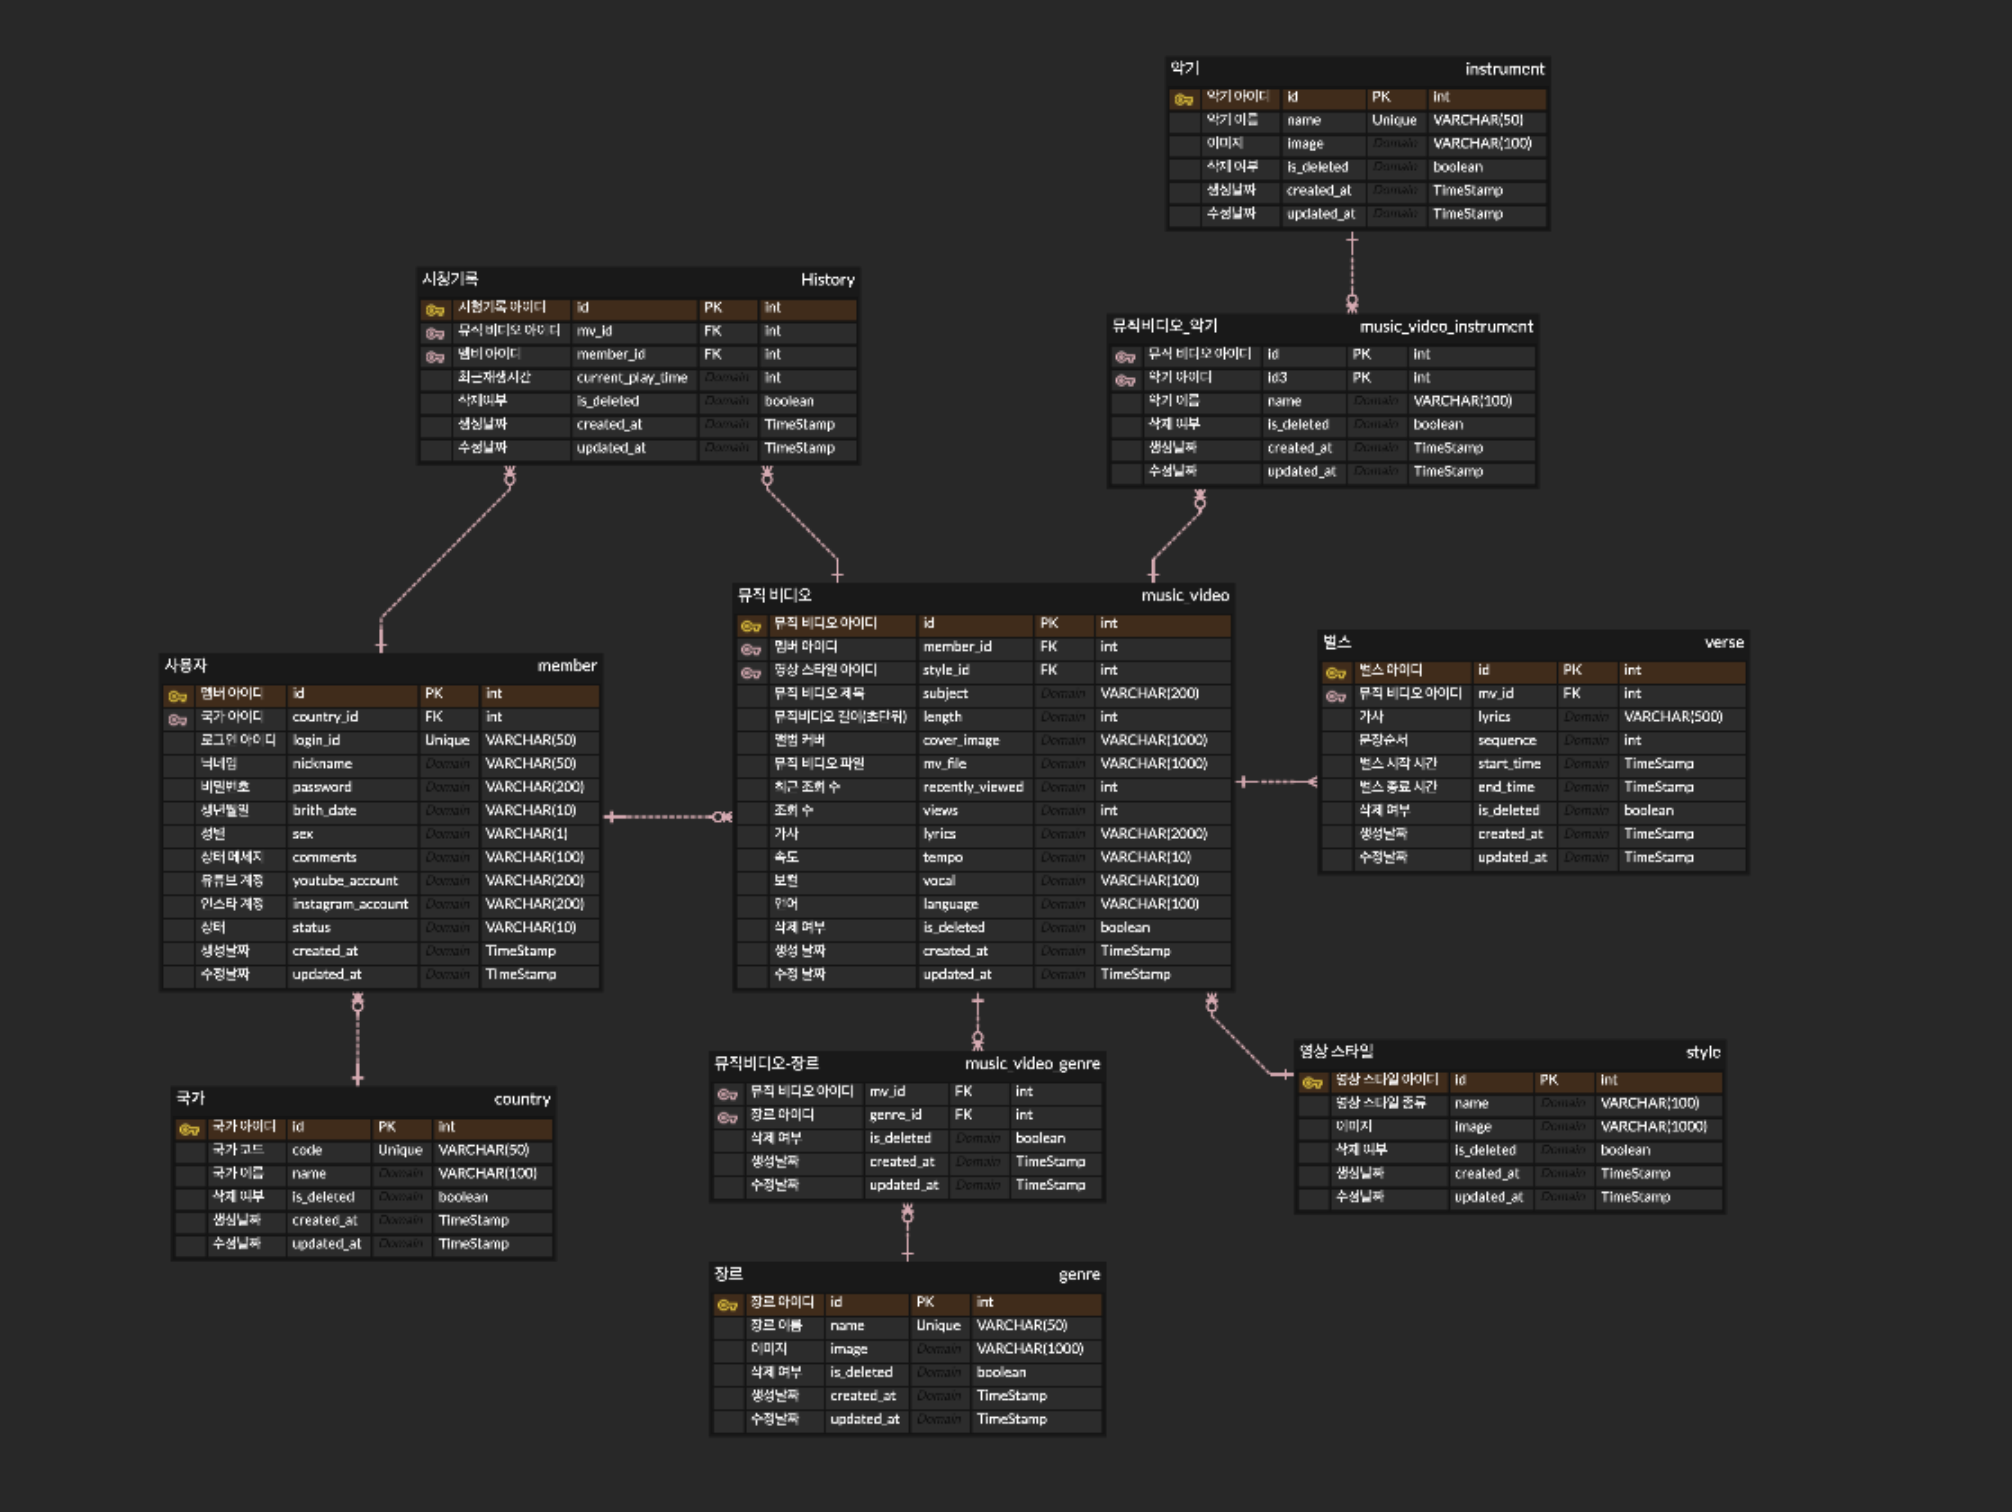 악기 instrument
악기 아이디 id PK int
악기 이름 name Unique VARCHAR(50)
이미지 image Domain VARCHAR(100)
삭제 여부 is_deleted Domain boolean
생성날짜 created_at Domain TimeStamp
수정날짜 updated_at Domain TimeStamp
시청기록 History
시청기록 아이디 id PK int
뮤직 비디오 아이디 mv_id FK int
멤버 아이디 member_id FK int
최근재생시간 current_play_time Domain int
삭제여부 is_deleted Domain boolean
생성날짜 created_at Domain TimeStamp
수정날짜 updated_at Domain TimeStamp
뮤직비디오_악기 music_video_instrument
뮤직 비디오 아이디 id PK int
악기 아이디 id3 PK int
악기 이름 name Domain VARCHAR(100)
삭제 여부 is_deleted Domain boolean
생성날짜 created_at Domain TimeStamp
수정날짜 updated_at Domain TimeStamp
뮤직 비디오 music_video
뮤직 비디오 아이디 id PK int
멤버 아이디 member_id FK int
영상 스타일 아이디 style_id FK int
뮤직 비디오 제목 subject Domain VARCHAR(200)
뮤직비디오 길이(초단위) length Domain int
앨범 커버 cover_image Domain VARCHAR(1000)
뮤직 비디오 파일 mv_file Domain VARCHAR(1000)
최근 조회 수 recently_viewed Domain int
조회 수 views Domain int
가사 lyrics Domain VARCHAR(2000)
속도 tempo Domain VARCHAR(10)
보컬 vocal Domain VARCHAR(100)
언어 language Domain VARCHAR(100)
삭제 여부 is_deleted Domain boolean
생성 날짜 created_at Domain TimeStamp
수정 날짜 updated_at Domain TimeStamp
벌스 verse
벌스 아이디 id PK int
뮤직 비디오 아이디 mv_id FK int
가사 lyrics Domain VARCHAR(500)
문장순서 sequence Domain int
벌스 시작 시간 start_time Domain TimeStamp
벌스 종료 시간 end_time Domain TimeStamp
삭제 여부 is_deleted Domain boolean
생성날짜 created_at Domain TimeStamp
수정날짜 updated_at Domain TimeStamp
사용자 member
멤버 아이디 id PK int
국가 아이디 country_id FK int
로그인 아이디 login_id Unique VARCHAR(50)
닉네임 nickname Domain VARCHAR(50)
비밀번호 password Domain VARCHAR(200)
생년월일 brith_date Domain VARCHAR(10)
성별 sex Domain VARCHAR(1)
상태 메세지 comments Domain VARCHAR(100)
유튜브 계정 youtube_account Domain VARCHAR(200)
인스타 계정 instagram_account Domain VARCHAR(200)
상태 status Domain VARCHAR(10)
생성날짜 created_at Domain TimeStamp
수정날짜 updated_at Domain TimeStamp
영상 스타일 style
영상 스타일 아이디 id PK int
영상 스타일 종류 name Domain VARCHAR(100)
이미지 image Domain VARCHAR(1000)
삭제 여부 is_deleted Domain boolean
생성날짜 created_at Domain TimeStamp
수정날짜 updated_at Domain TimeStamp
뮤직비디오-장르 music_video_genre
뮤직 비디오 아이디 mv_id FK int
장르 아이디 genre_id FK int
삭제 여부 is_deleted Domain boolean
생성날짜 created_at Domain TimeStamp
수정날짜 updated_at Domain TimeStamp
국가 country
국가 아이디 id PK int
국가 코드 code Unique VARCHAR(50)
국가 이름 name Domain VARCHAR(100)
삭제 여부 is_deleted Domain boolean
생성날짜 created_at Domain TimeStamp
수정날짜 updated_at Domain TimeStamp
장르 genre
장르 아이디 id PK int
장르 이름 name Unique VARCHAR(50)
이미지 image Domain VARCHAR(1000)
삭제 여부 is_deleted Domain boolean
생성날짜 created_at Domain TimeStamp
수정날짜 updated_at Domain TimeStamp